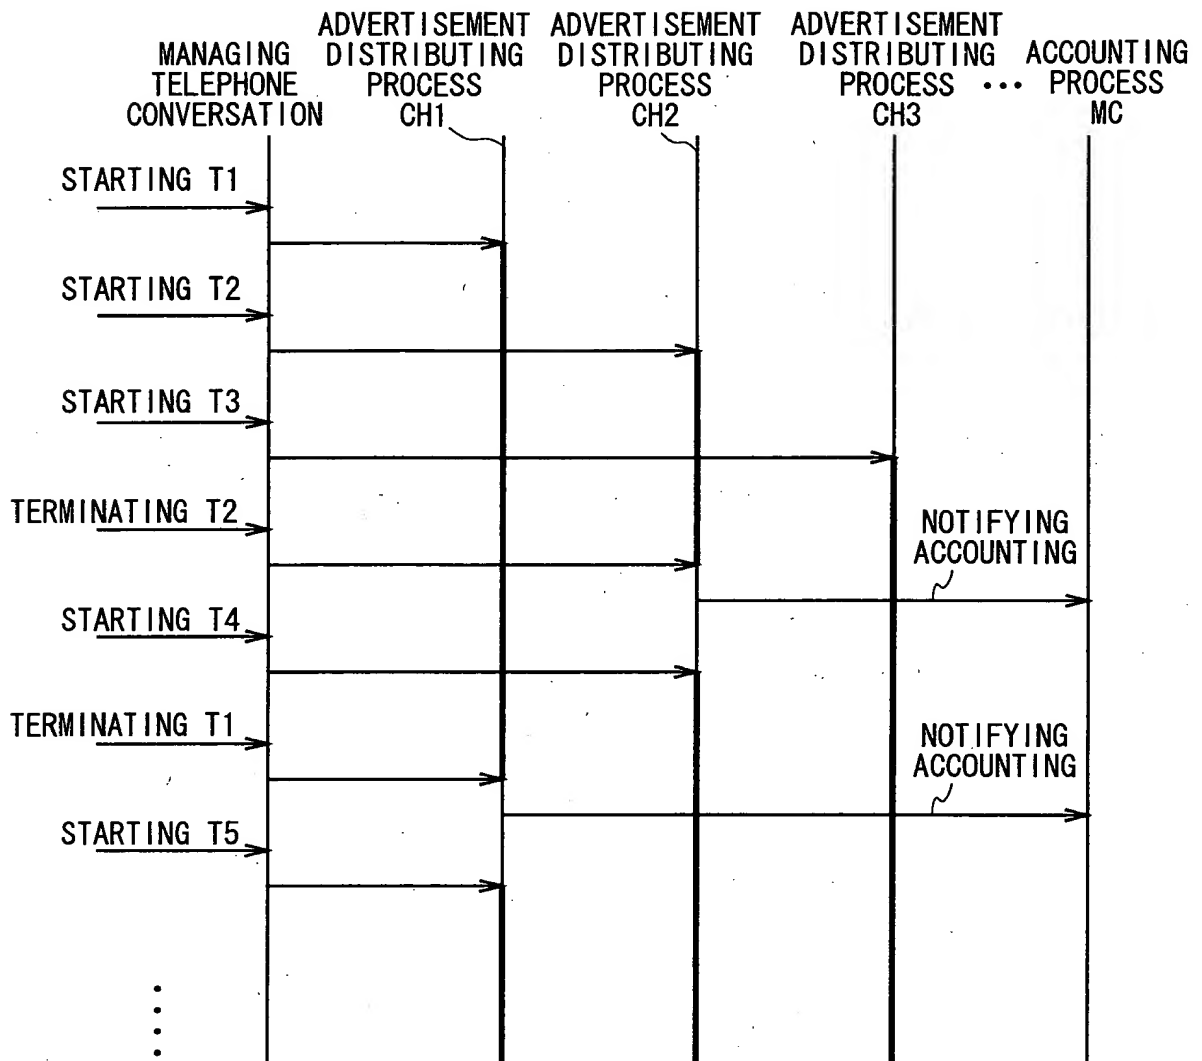 MANAGING
TELEPHONE
CONVERSATION
ADVERTISEMENT
DISTRIBUTING
PROCESS
CH1
ADVERTISEMENT
DISTRIBUTING
PROCESS
CH2
ADVERTISEMENT
DISTRIBUTING
PROCESS
CH3
•••
ACCOUNTING
PROCESS
MC
STARTING T1
STARTING T2
STARTING T3
TERMINATING T2
NOTIFYING
ACCOUNTING
STARTING T4
TERMINATING T1
NOTIFYING
ACCOUNTING
STARTING T5